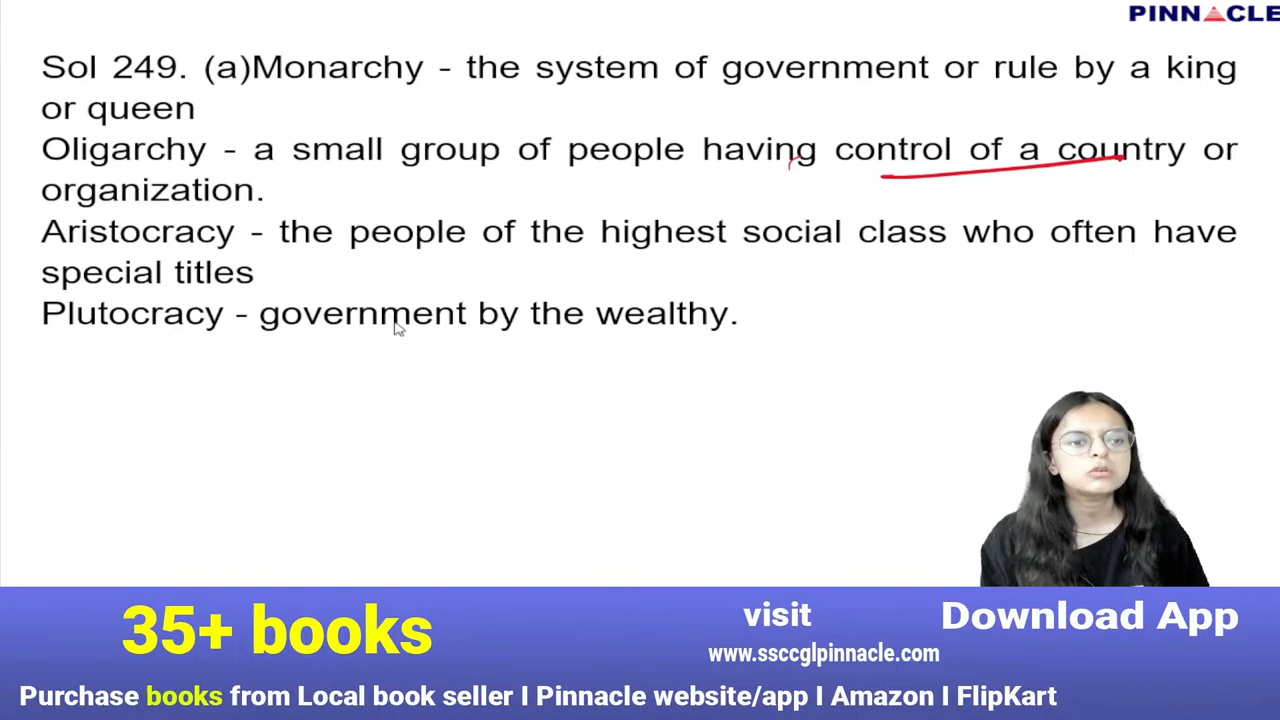 PINNACLE
Sol 249. (a)Monarchy - the system of government or rule by a king
or queen
Oligarchy - a small group of people having control of a country or
organization.
Aristocracy - the people of the highest social class who often have
special titles
Plutocracy - government by the wealthy.
35+ books
visit
www.ssccglpinnacle.com
Download App
Purchase books from Local book seller I Pinnacle website/app I Amazon I FlipKart